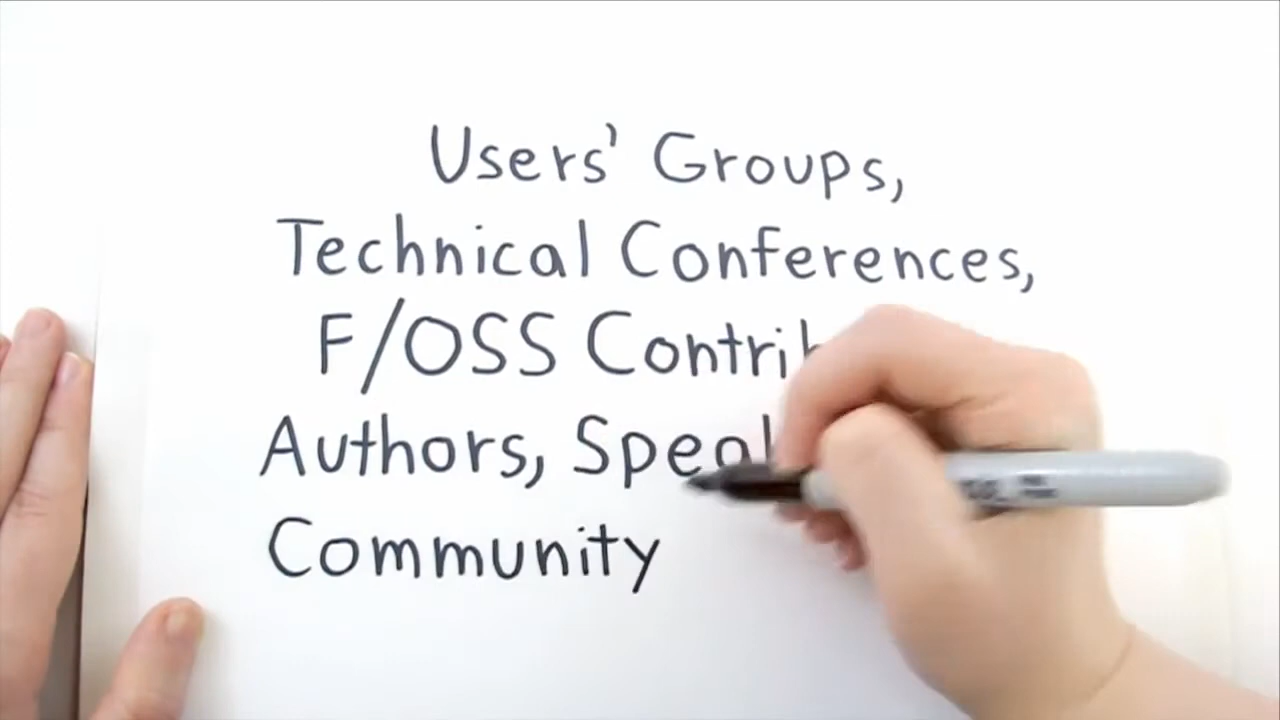 Users' Groups,
Technical Conferences,
F/OSS
Authors,
Community